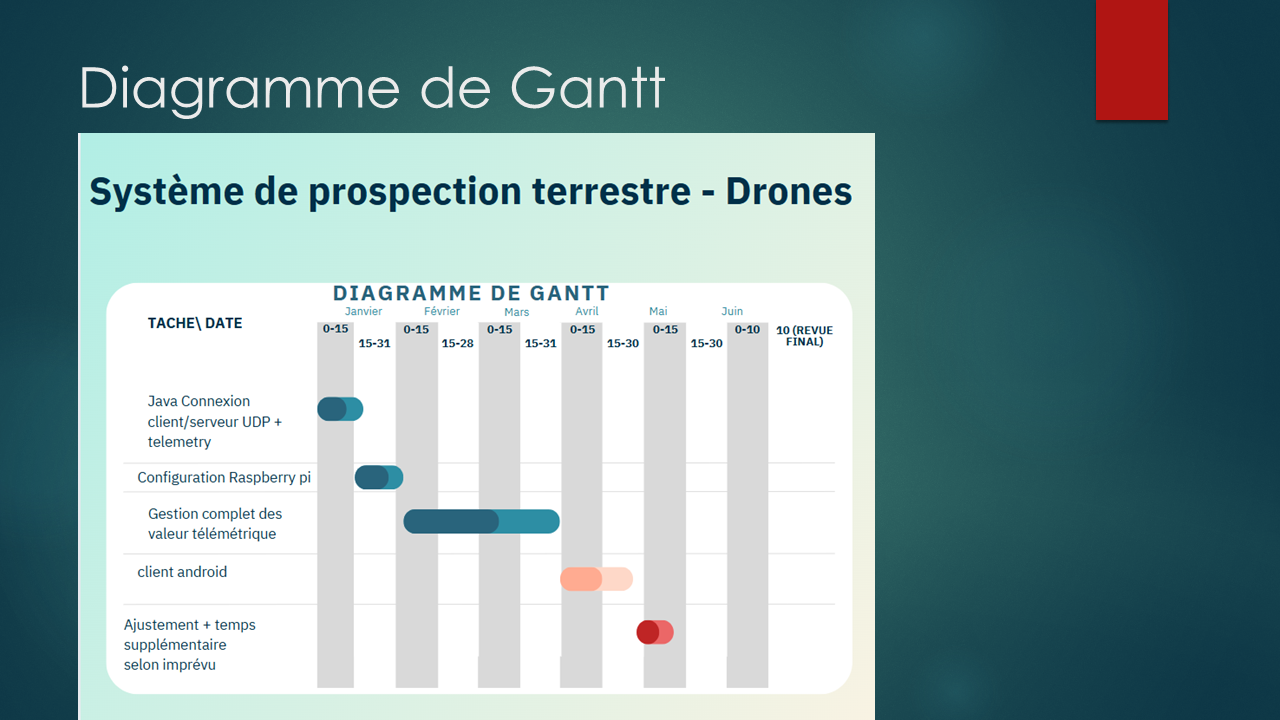 Diagramme de Gantt
Système de prospection terrestre - Drones
DIAGRAMME DE GANTT
Janvier Février Mars Avril Mai Juin
TACHE\ DATE
0-15 0-15 0-15 0-15 0-15 0-10 10 (REVUE
15-31 15-28 15-31 15-30 15-30 FINAL)
Java Connexion
client/serveur UDP +
telemetry
Configuration Raspberry pi
Gestion complet des
valeur télémétrique
client android
Ajustement + temps
supplémentaire
selon imprévu